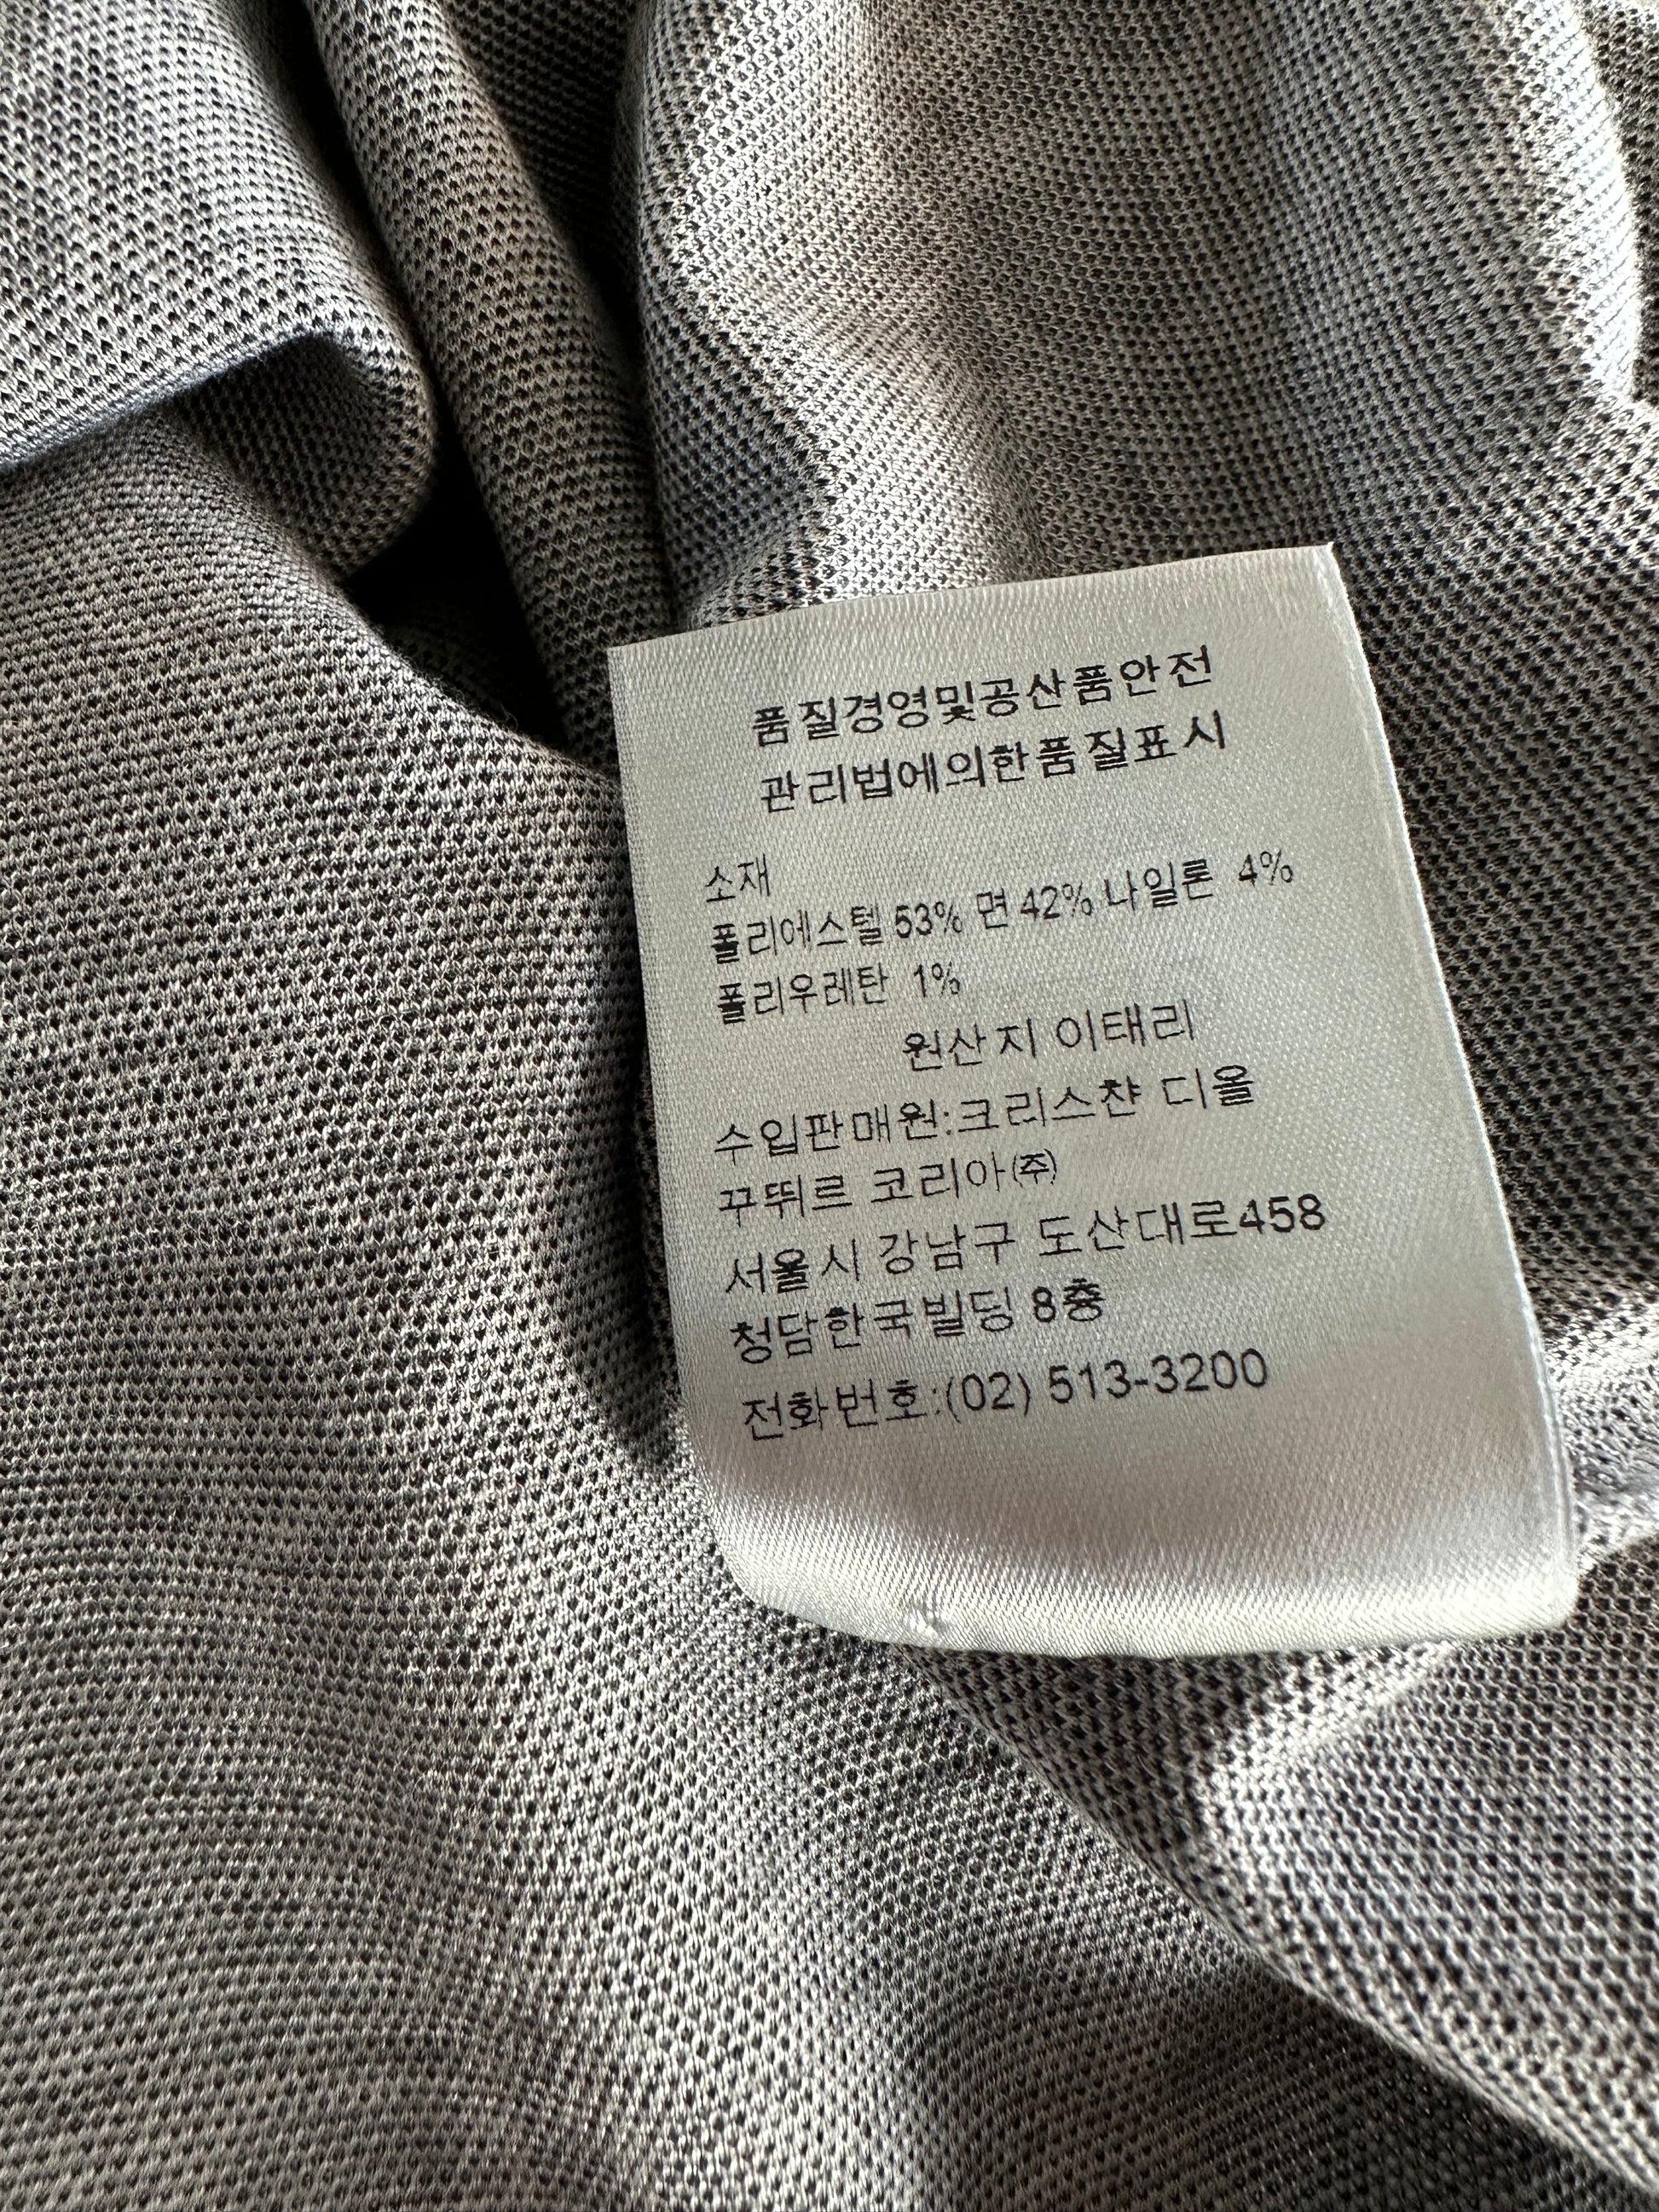 품질경영및공산품안전
관리법에의한품질표시
소재
폴리에스텔 53% 면 42% 나일론 4%
폴리우레탄 1%
원산지 이태리
수입판매원:크리스챤 디올
꾸뛰르 코리아㈜
서울시 강남구 도산대로458
청담한국빌딩 8층
전화번호:(02) 513-3200